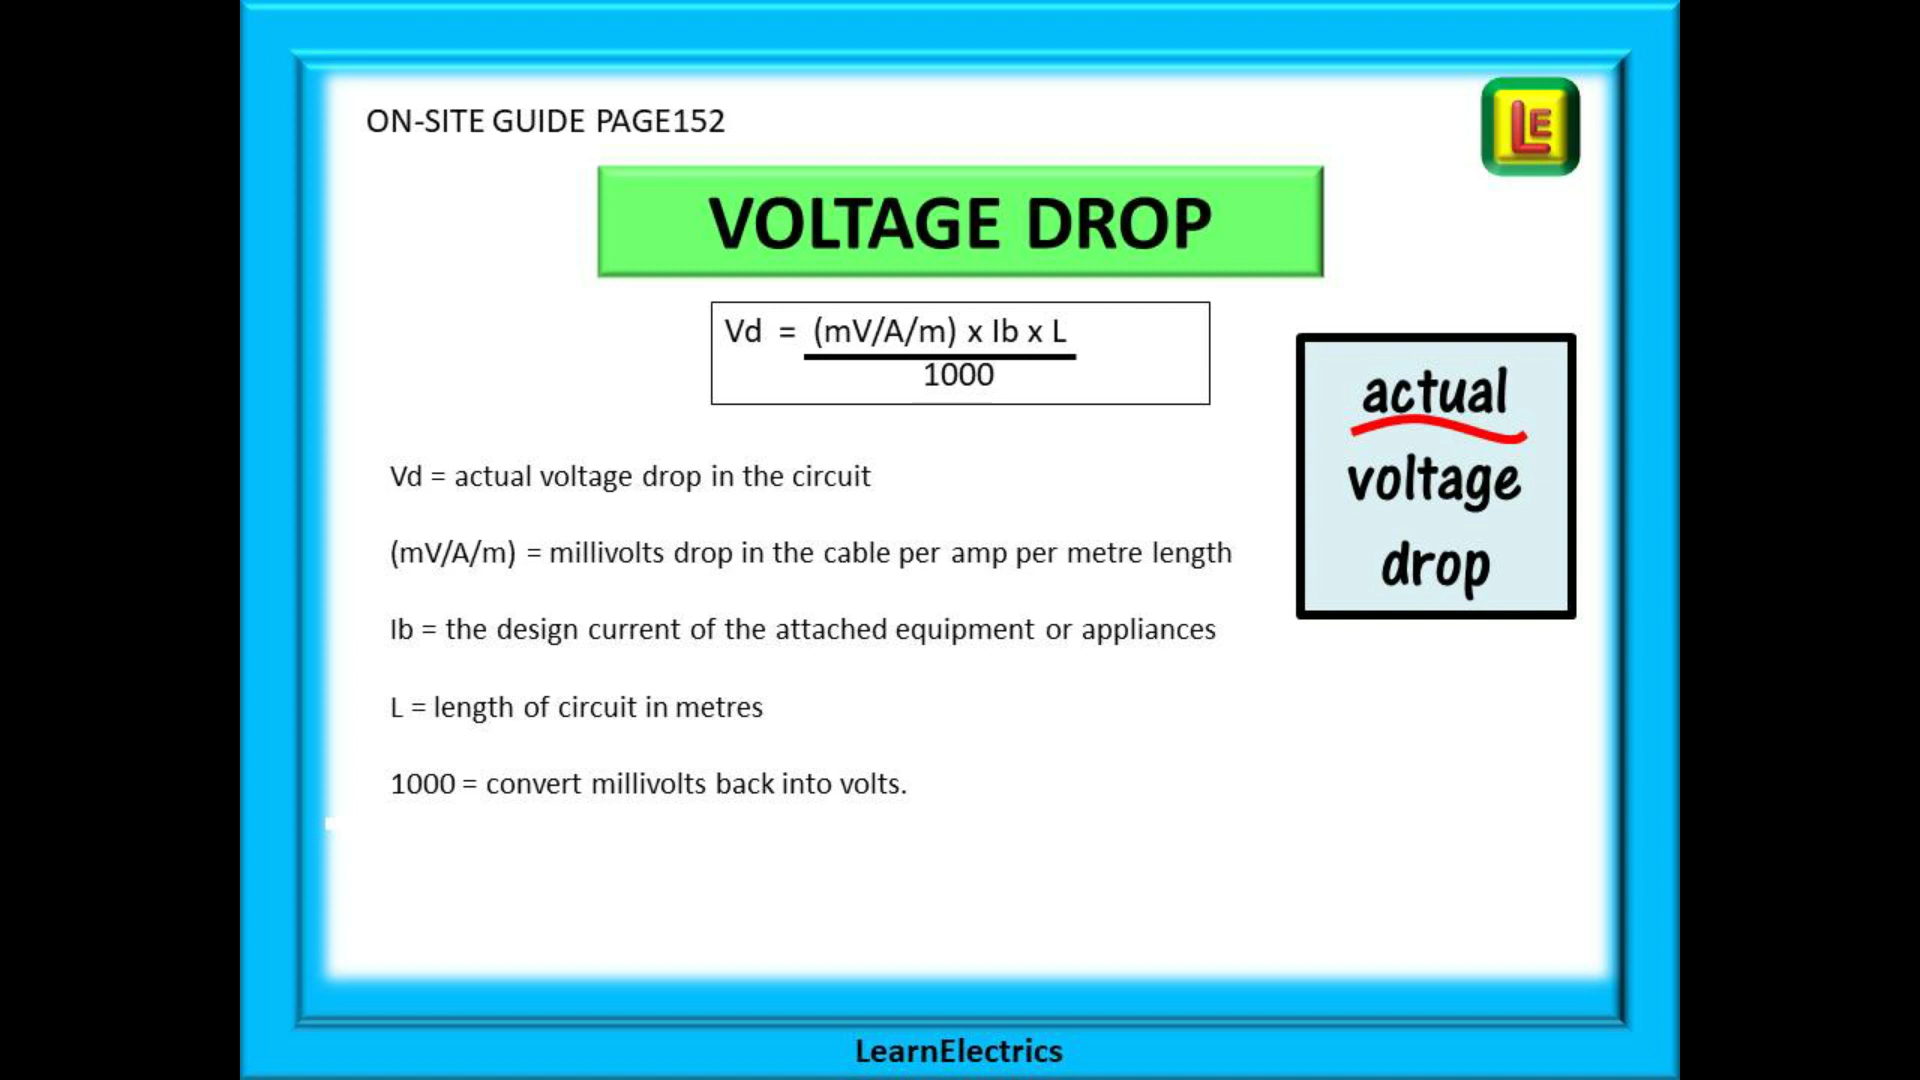 ON-SITE GUIDE PAGE152
LE
VOLTAGE DROP
Vd = (mV/A/m) x Ib x L
1000
actual
voltage
drop
Vd = actual voltage drop in the circuit
(mV/A/m) = millivolts drop in the cable per amp per metre length
Ib = the design current of the attached equipment or appliances
L = length of circuit in metres
1000 = convert millivolts back into volts.
LearnElectrics